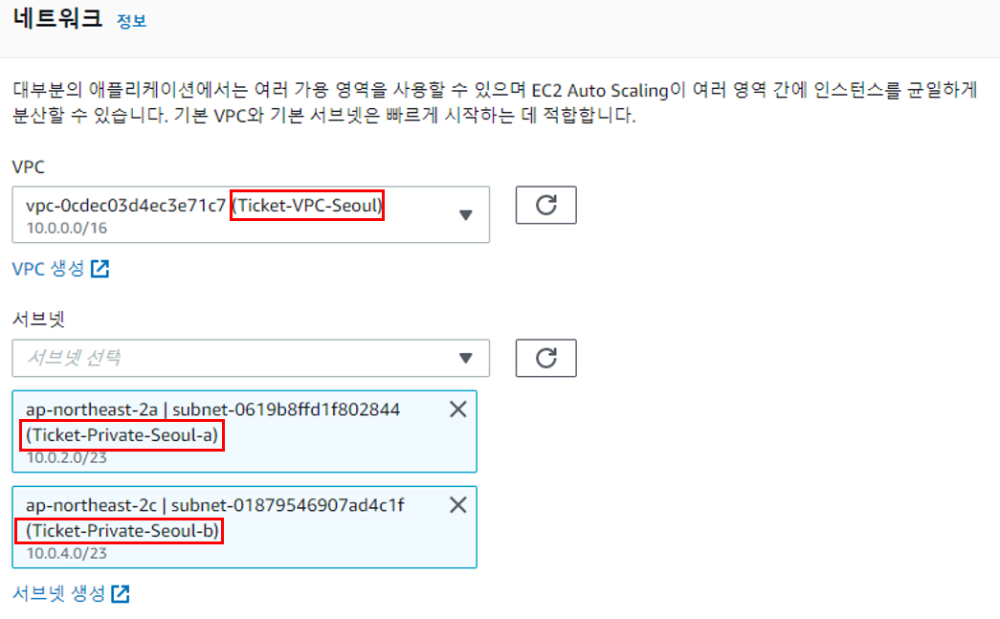 네트워크 정보
대부분의 애플리케이션에서는 여러 가용 영역을 사용할 수 있으며 EC2 Auto Scaling이 여러 영역 간에 인스턴스를 균일하게
분산할 수 있습니다. 기본 VPC와 기본 서브넷은 빠르게 시작하는 데 적합합니다.
VPC
vpc-0cdec03d4ec3e71c7 (Ticket-VPC-Seoul)
10.0.0.0/16
VPC 생성
서브넷
서브넷 선택
ap-northeast-2a | subnet-0619b8ffd1f802844
(Ticket-Private-Seoul-a)
10.0.2.0/23
ap-northeast-2c | subnet-01879546907ad4c1f
(Ticket-Private-Seoul-b)
10.0.4.0/23
서브넷 생성